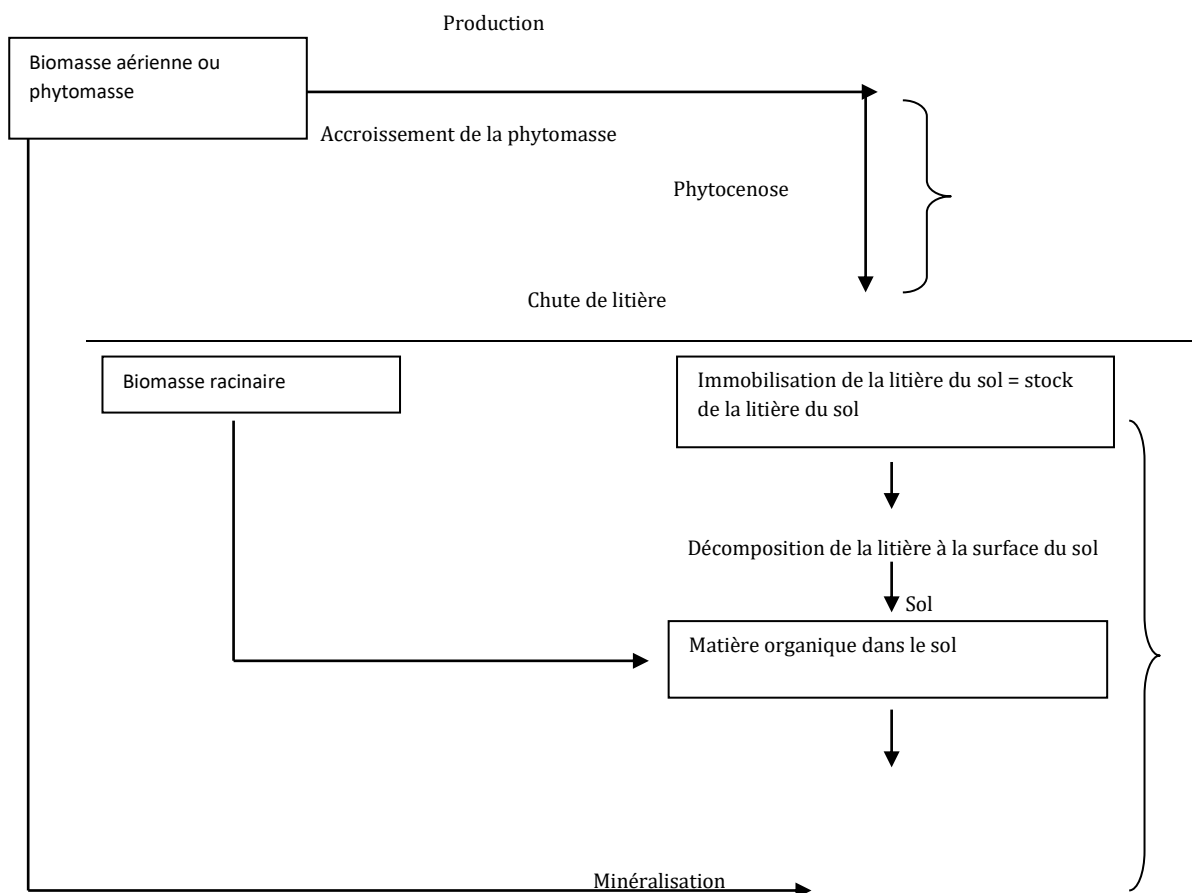 Production
Biomasse aérienne ou
phytomasse
Accroissement de la phytomasse
Phytocenose
Chute de litière
Biomasse racinaire
Immobilisation de la litière du sol = stock
de la litière du sol
Décomposition de la litière à la surface du sol
Sol
Matière organique dans le sol
Minéralisation